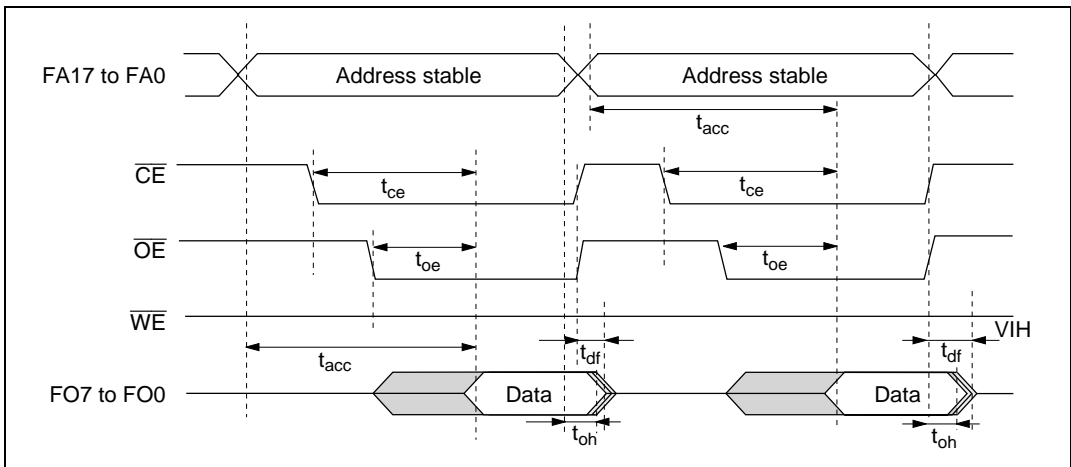 FA17 to FA0
Address stable
Address stable
tacc
CE
tce
tce
OE
toe
toe
WE
VIH
tacc
tdf
tdf
FO7 to FO0
Data
Data
toh
toh